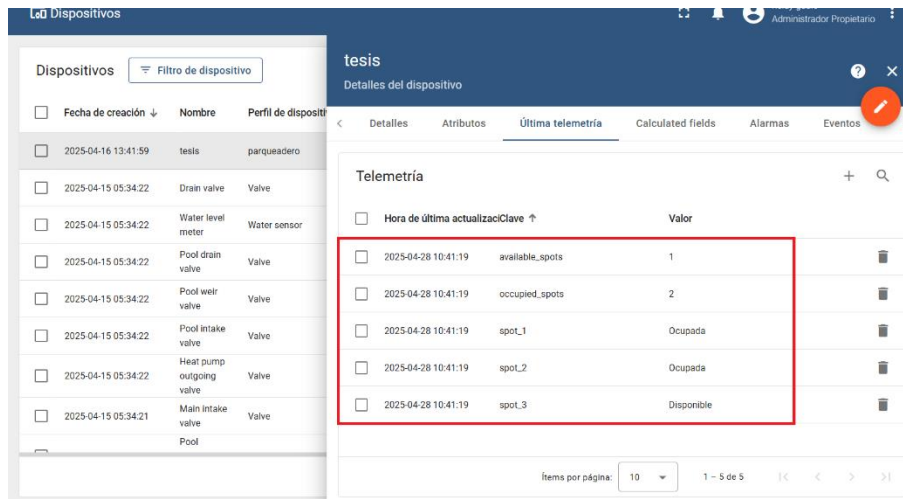 Dispositivos
Administrador Propietario
Dispositivos
Filtro de dispositivo
Fecha de creación
Nombre
2025-04-16 13:41:59 tesis parqueadero
2025-04-15 05:34:22 Drain valve Valve
2025-04-15 05:34:22 Water level meter Water sensor
2025-04-15 05:34:22 Pool drain valve Valve
2025-04-15 05:34:22 Pool weir valve Valve
2025-04-15 05:34:22 Pool intake valve Valve
2025-04-15 05:34:22 Heat pump outgoing valve Valve
2025-04-15 05:34:21 Main intake valve Valve
Pool
tesis
Detalles del dispositivo
Detalles Atributos Última telemetría Calculated fields Alarmas Eventos
Telemetría
Hora de última actualizaciClave Valor
2025-04-28 10:41:19 available_spots 1
2025-04-28 10:41:19 occupied_spots 2
2025-04-28 10:41:19 spot_1 Ocupada
2025-04-28 10:41:19 spot_2 Ocupada
2025-04-28 10:41:19 spot_3 Disponible
Ítems por página: 10 1 – 5 de 5